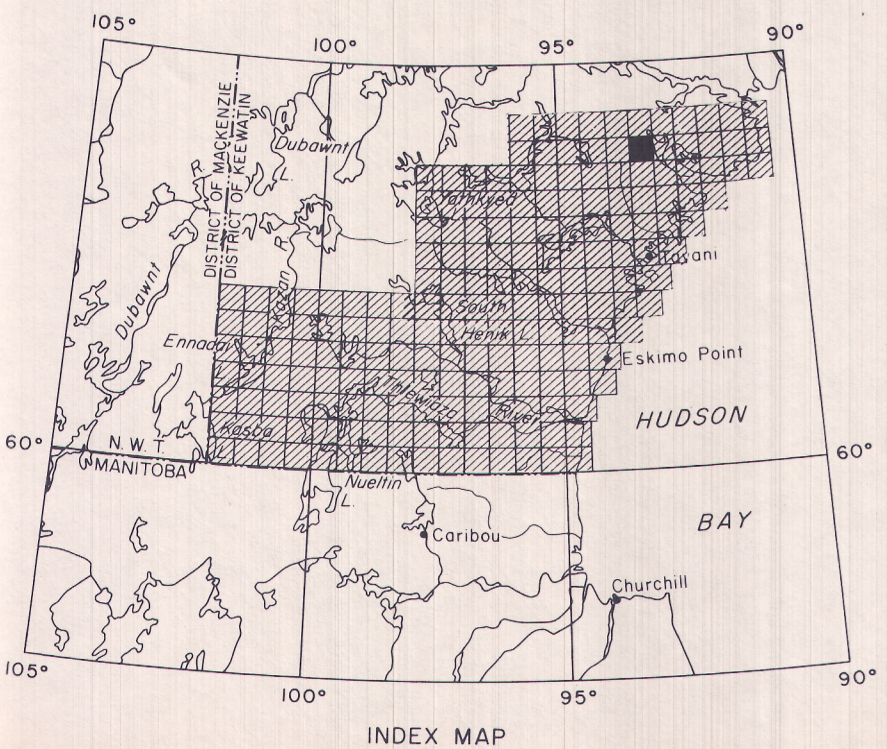 105°
100°
95°
90°
DISTRICT OF MACKENZIE
DISTRICT OF KEEWATIN
Dubawnt
L.
R.
Yathkyed
L.
R.
Tavani
Kazan
Dubawnt
South
Henik L.
Ennadai
L.
Eskimo Point
Thlewiaza
River
HUDSON
Kasba
L.
60°
N. W. T.
MANITOBA
60°
Nueltin
L.
BAY
Caribou
Churchill
105°
100°
95°
90°
INDEX MAP